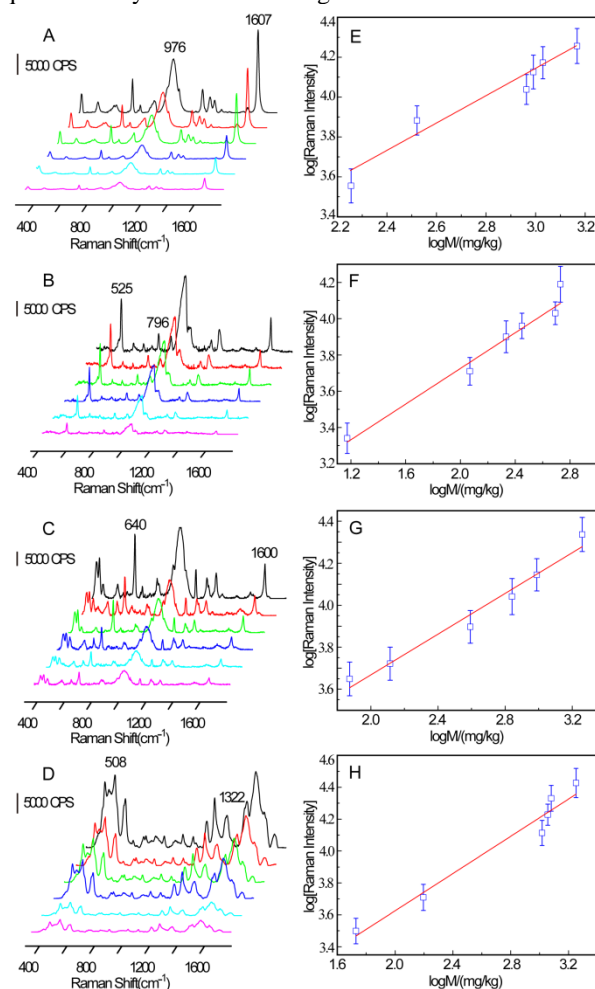 A
976
1607
5000 CPS
400 800 1200 1600
Raman Shift(cm⁻¹)
E
log[Raman Intensity]
4.4
4.2
4.0
3.8
3.6
3.4
2.2 2.4 2.6 2.8 3.0 3.2
logM/(mg/kg)
B
525
796
5000 CPS
400 800 1200 1600
Raman Shift(cm⁻¹)
F
log[Raman Intensity]
4.2
4.0
3.8
3.6
3.4
3.2
1.2 1.6 2.0 2.4 2.8
logM/(mg/kg)
C
640
1600
5000 CPS
400 800 1200 1600
Raman Shift(cm⁻¹)
G
log[Raman Intensity]
4.4
4.2
4.0
3.8
3.6
2.0 2.4 2.8 3.2
logM/(mg/kg)
D
508
1322
5000 CPS
400 800 1200 1600
Raman Shift(cm⁻¹)
H
log[Raman Intensity]
4.6
4.4
4.2
4.0
3.8
3.6
3.4
1.6 2.0 2.4 2.8 3.2
logM/(mg/kg)